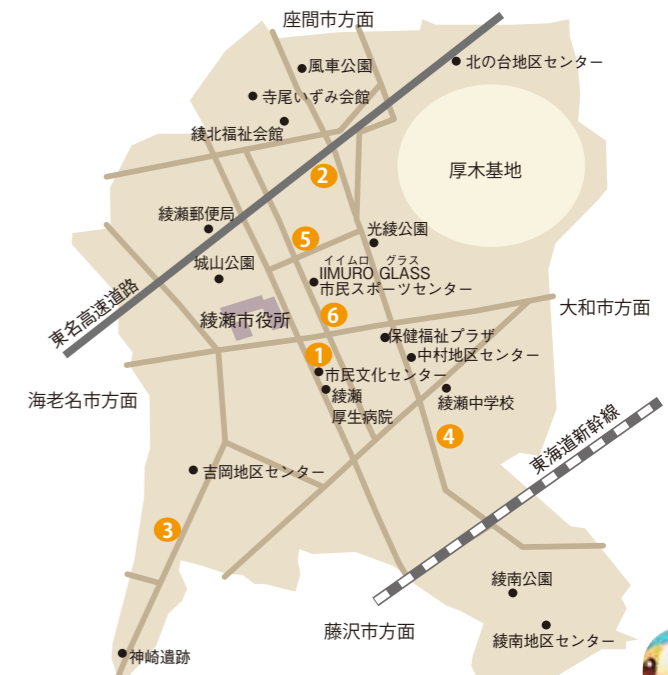 座間市方面
風車公園
北の台地区センター
寺尾いずみ会館
綾北福祉会館
厚木基地
2
綾瀬郵便局
5
光綾公園
城山公園
イイムロ グラス
IIMURO GLASS
市民スポーツセンター
東名高速道路
綾瀬市役所
6
大和市方面
保健福祉プラザ
1
中村地区センター
市民文化センター
海老名市方面
綾瀬
厚生病院
綾瀬中学校
4
東海道新幹線
吉岡地区センター
3
綾南公園
藤沢市方面
綾南地区センター
神崎遺跡